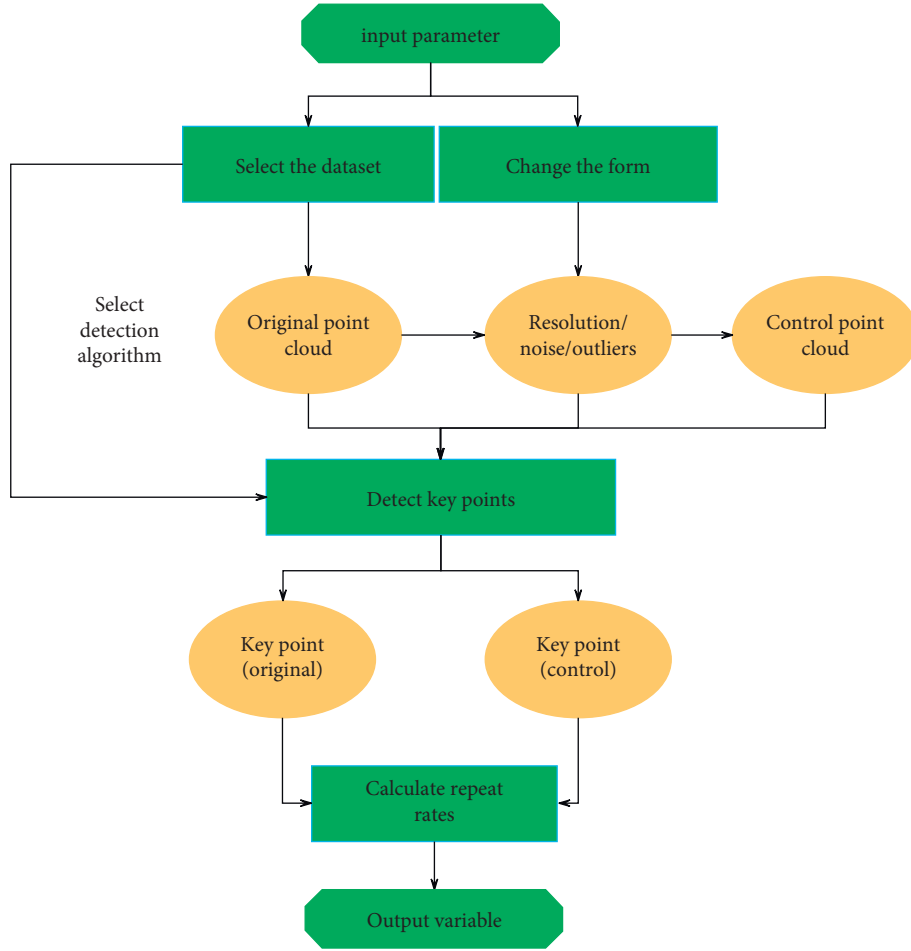 input parameter
Select the dataset
Change the form
Select
detection
algorithm
Original point
cloud
Resolution/
noise/outliers
Control point
cloud
Detect key points
Key point
(original)
Key point
(control)
Calculate repeat
rates
Output variable